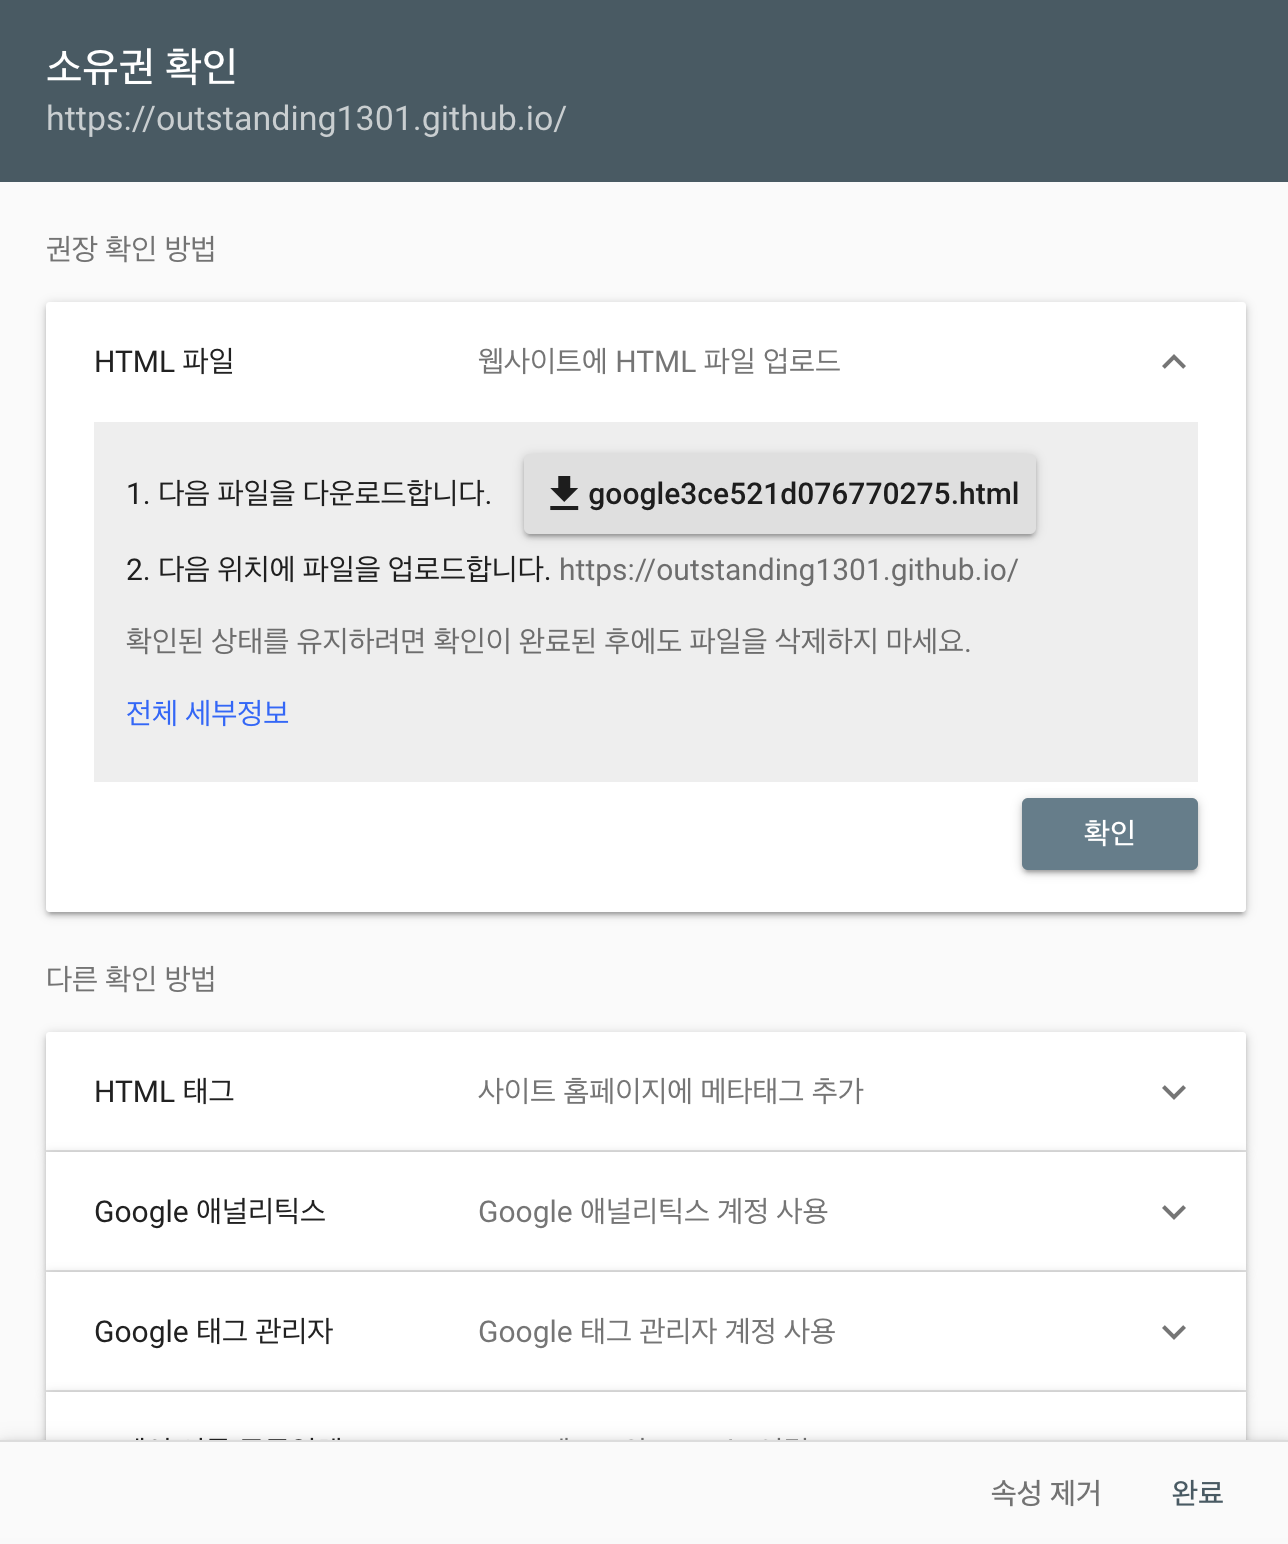 소유권 확인
https://outstanding1301.github.io/
권장 확인 방법
HTML 파일 웹사이트에 HTML 파일 업로드
1. 다음 파일을 다운로드합니다. google3ce521d076770275.html
2. 다음 위치에 파일을 업로드합니다. https://outstanding1301.github.io/
확인된 상태를 유지하려면 확인이 완료된 후에도 파일을 삭제하지 마세요.
전체 세부정보
확인
다른 확인 방법
HTML 태그 사이트 홈페이지에 메타태그 추가
Google 애널리틱스 Google 애널리틱스 계정 사용
Google 태그 관리자 Google 태그 관리자 계정 사용
속성 제거 완료